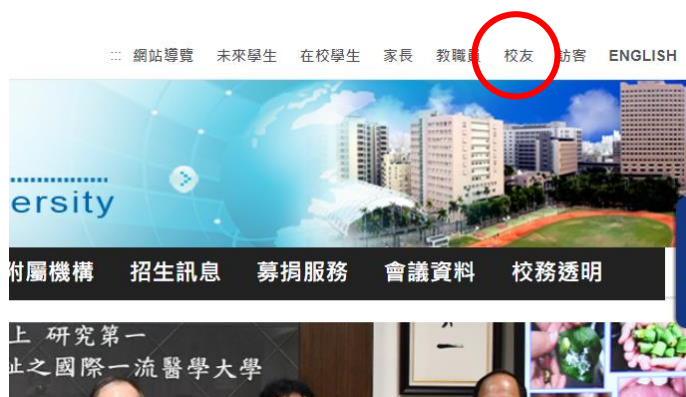 ::: 網站導覽 未來學生 在校學生 家長 教職員 校友 訪客 ENGLISH
ersity
附屬機構 招生訊息 募捐服務 會議資料 校務透明
上 研究第一
址之國際一流醫學大學